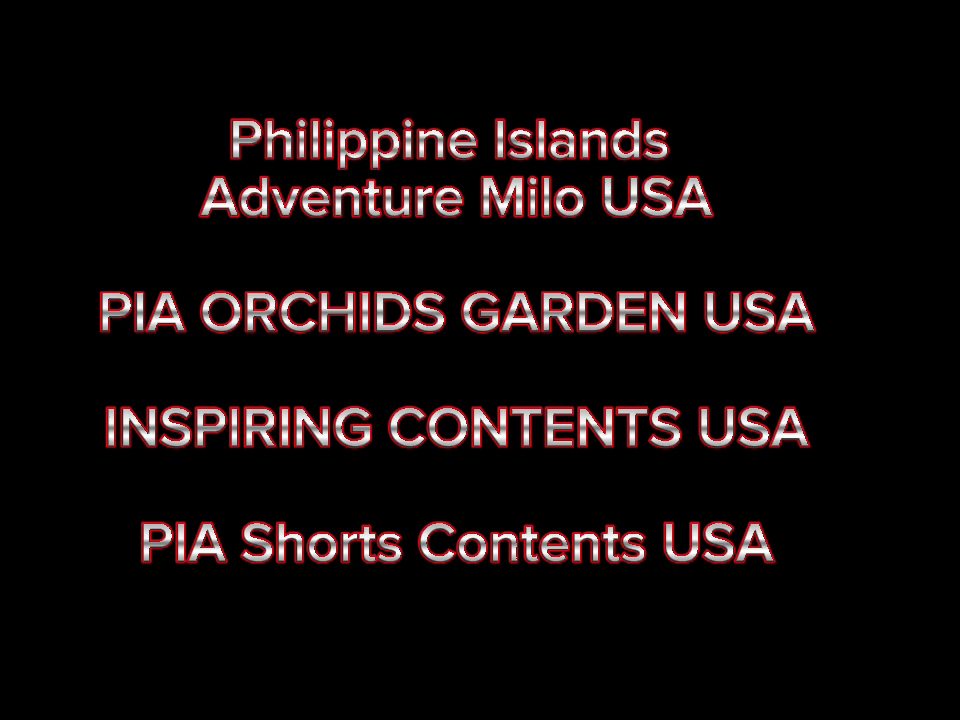 Philippine Islands
Adventure Milo USA
PIA ORCHIDS GARDEN USA
INSPIRING CONTENTS USA
PIA Shorts Contents USA